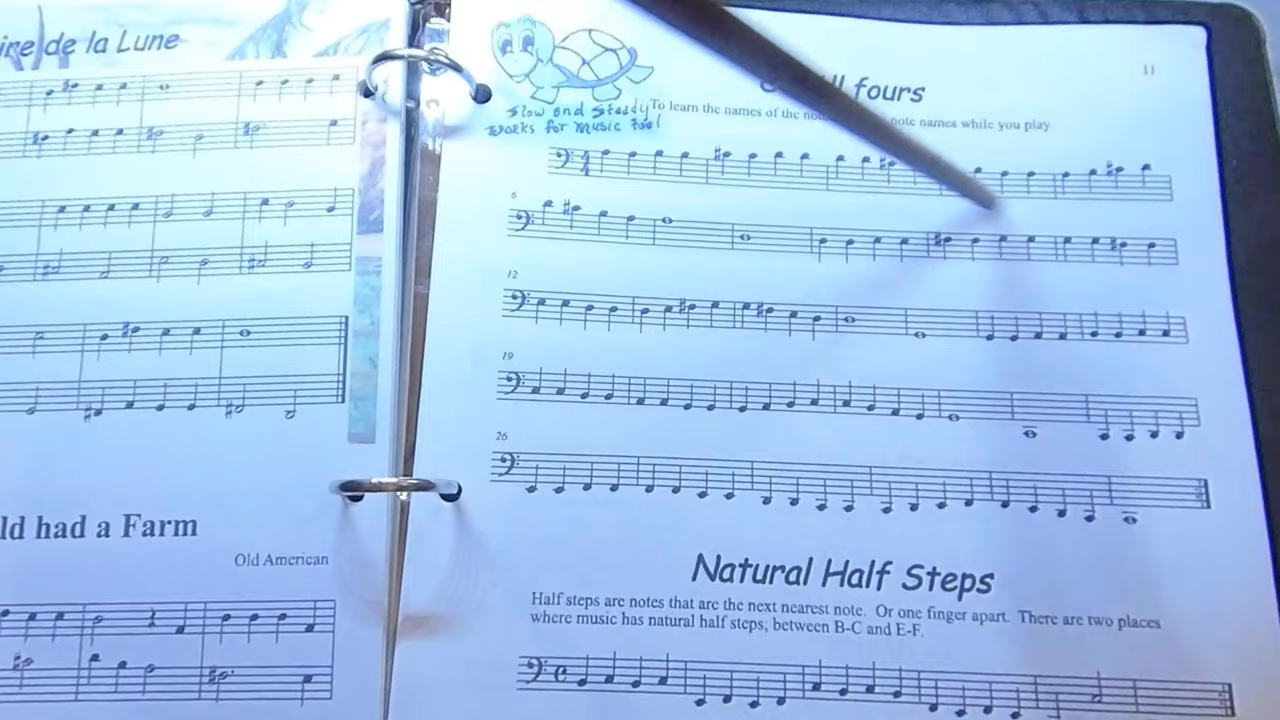 de la Lune
11
fours
Slow and Steady
works for music too!
To learn the names of the
note names while you play
6
12
19
26
had a Farm
Old American
Natural Half Steps
Half steps are notes that are the next nearest note. Or one finger apart. There are two places
where music has natural half steps, between B-C and E-F.